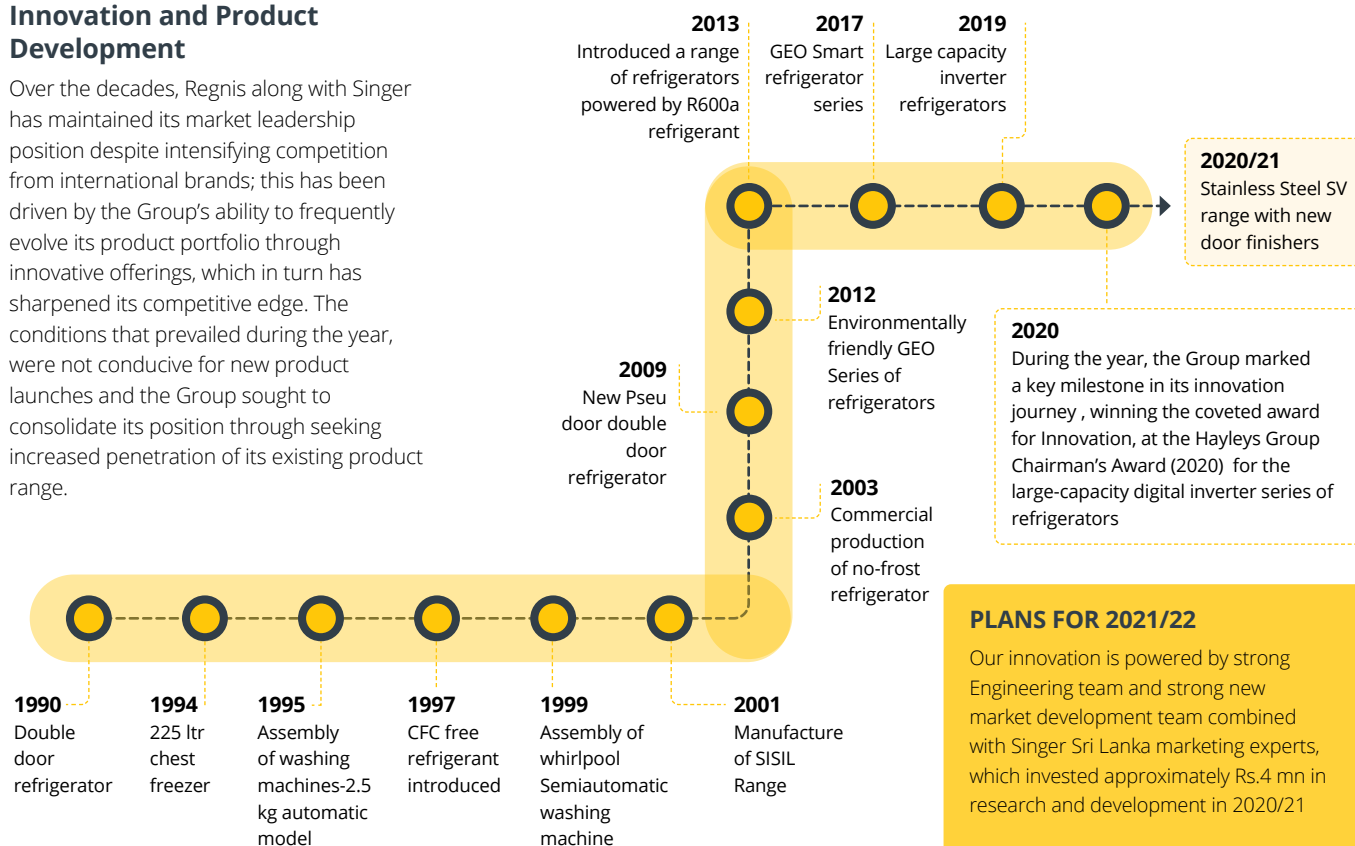 Innovation and Product
Development
Over the decades, Regnis along with Singer
has maintained its market leadership
position despite intensifying competition
from international brands; this has been
driven by the Group's ability to frequently
evolve its product portfolio through
innovative offerings, which in turn has
sharpened its competitive edge. The
conditions that prevailed during the year,
were not conducive for new product
launches and the Group sought to
consolidate its position through seeking
increased penetration of its existing product
range.
1990
Double
door
refrigerator
1994
225 ltr
chest
freezer
1995
Assembly
of washing
machines-2.5
kg automatic
model
1997
CFC free
refrigerant
introduced
1999
Assembly of
whirlpool
Semiautomatic
washing
machine
2001
Manufacture
of SISIL
Range
2003
Commercial
production
of no-frost
refrigerator
2009
New Pseu
door double
door
refrigerator
2012
Environmentally
friendly GEO
Series of
refrigerators
2013
Introduced a range
of refrigerators
powered by R600a
refrigerant
2017
GEO Smart
refrigerator
series
2019
Large capacity
inverter
refrigerators
2020
During the year, the Group marked
a key milestone in its innovation
journey , winning the coveted award
for Innovation, at the Hayleys Group
Chairman's Award (2020) for the
large-capacity digital inverter series of
refrigerators
2020/21
Stainless Steel SV
range with new
door finishers
PLANS FOR 2021/22
Our innovation is powered by strong
Engineering team and strong new
market development team combined
with Singer Sri Lanka marketing experts,
which invested approximately Rs.4 mn in
research and development in 2020/21